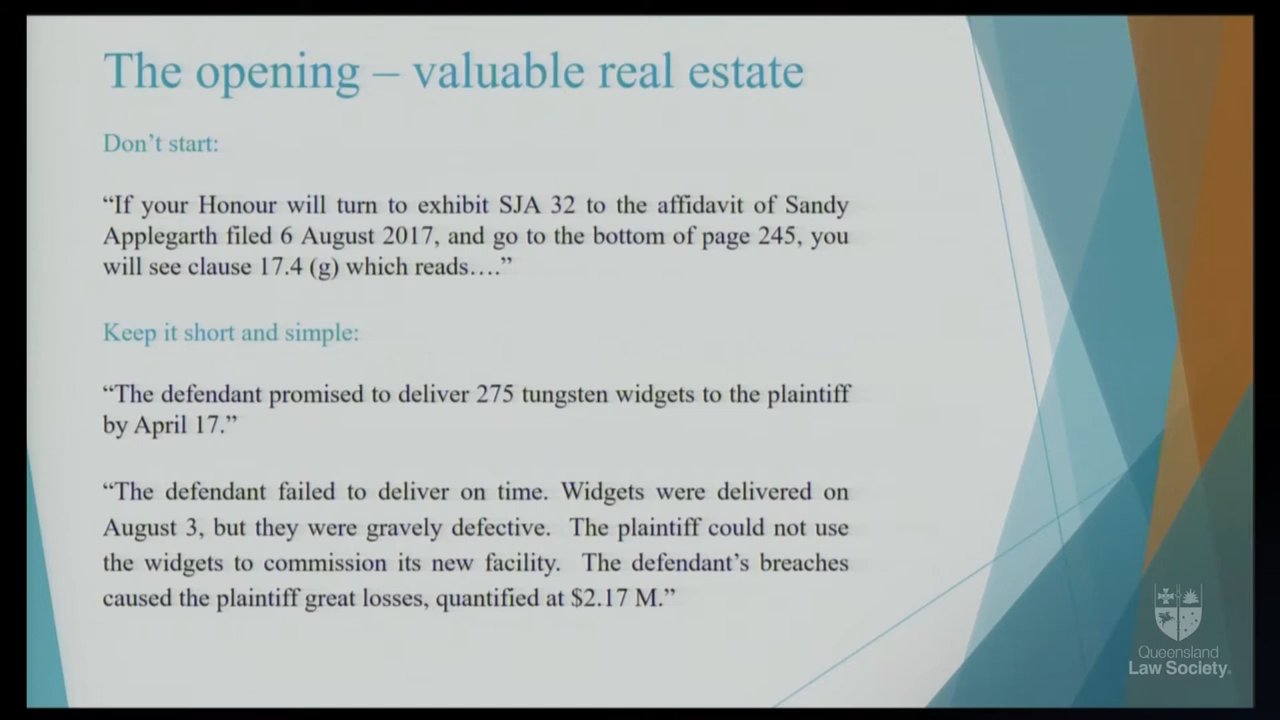 The opening – valuable real estate
Don’t start:
“If your Honour will turn to exhibit SJA 32 to the affidavit of Sandy
Applegarth filed 6 August 2017, and go to the bottom of page 245, you
will see clause 17.4 (g) which reads….”
Keep it short and simple:
“The defendant promised to deliver 275 tungsten widgets to the plaintiff
by April 17.”
“The defendant failed to deliver on time. Widgets were delivered on
August 3, but they were gravely defective. The plaintiff could not use
the widgets to commission its new facility. The defendant’s breaches
caused the plaintiff great losses, quantified at $2.17 M.”
Queensland
Law Society.